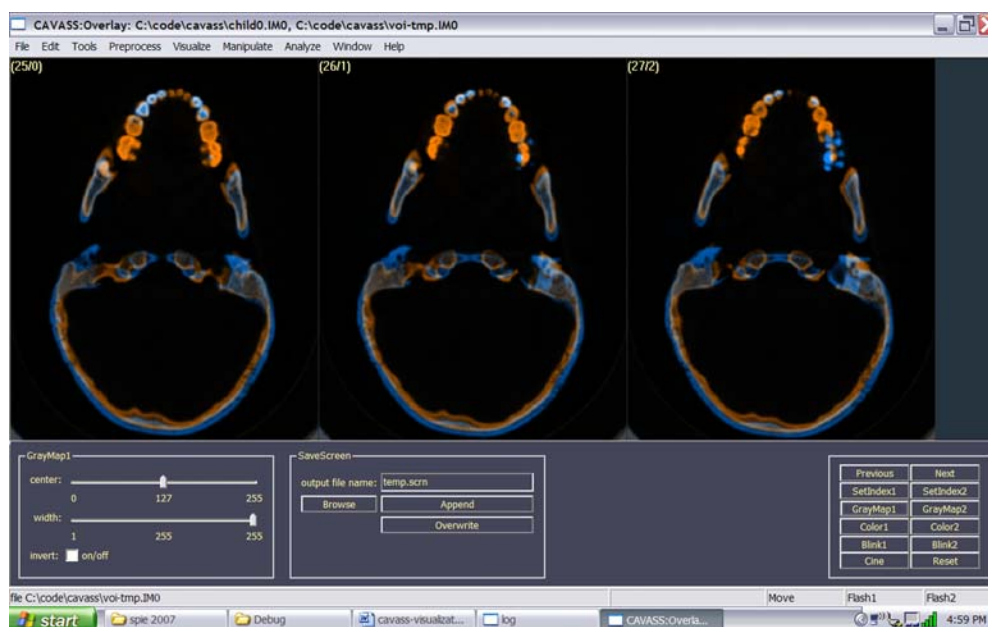 CAVASS:Overlay: C:\code\cavass\child0.IM0, C:\code\cavass\voi-tmp.IM0
File Edit Tools Preprocess Visualize Manipulate Analyze Window Help
(25/0) (26/1) (27/2)
GrayMap1
center:
0 127 255
width:
1 255 255
invert: on/off
SaveScreen
output file name: temp.scrn
Browse Append
Overwrite
Previous Next
SetIndex1 SetIndex2
GrayMap1 GrayMap2
Color1 Color2
Blink1 Blink2
Cine Reset
file C:\code\cavass\voi-tmp.IM0 Move Flash1 Flash2
start spie 2007 Debug cavass-visualizat... log CAVASS:Overla... 4:59 PM